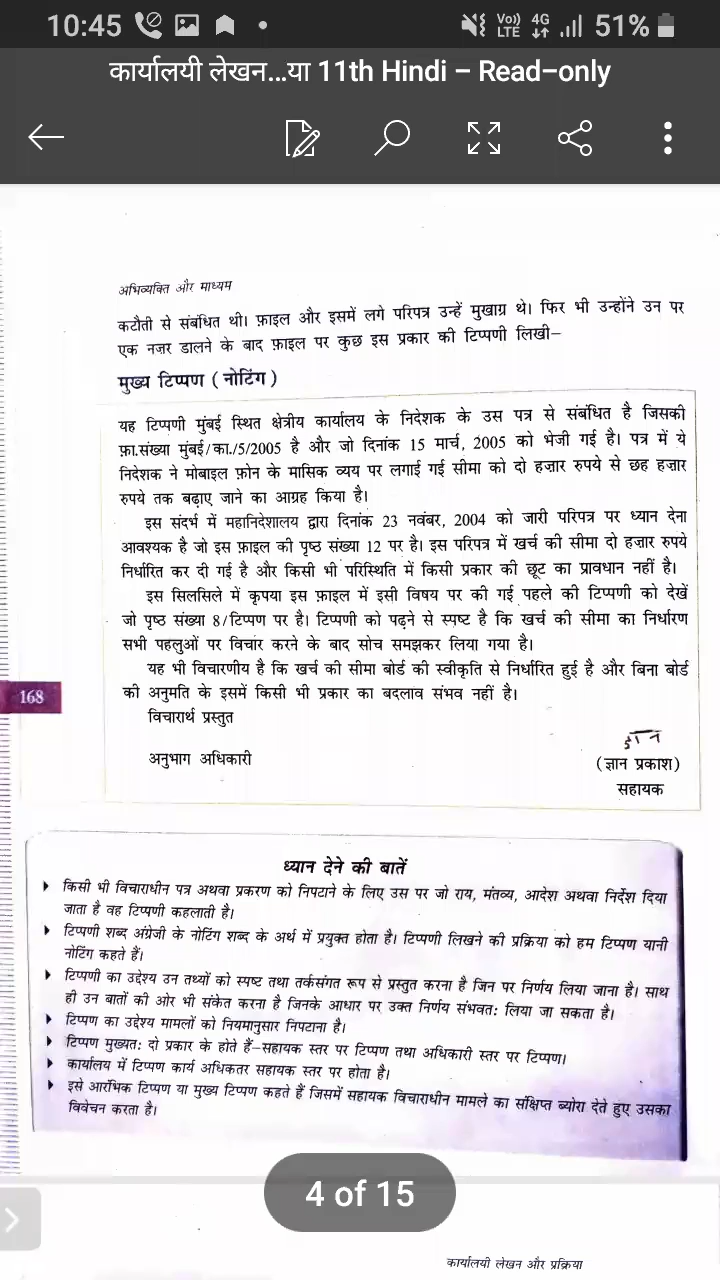 10:45
Vo)) LTE 4G 51%
कार्यालयी लेखन...या 11th Hindi – Read-only
अभिव्यक्ति और माध्यम
कटौती से संबंधित थी। फ़ाइल और इसमें लगे परिपत्र उन्हें मुखाग्र थे। फिर भी उन्होंने उन पर
एक नज़र डालने के बाद फ़ाइल पर कुछ इस प्रकार की टिप्पणी लिखी–
मुख्य टिप्पण ( नोटिंग )
यह टिप्पणी मुंबई स्थित क्षेत्रीय कार्यालय के निदेशक के उस पत्र से संबंधित है जिसकी
फ़ा.संख्या मुंबई/का./5/2005 है और जो दिनांक 15 मार्च, 2005 को भेजी गई है। पत्र में ये
निदेशक ने मोबाइल फ़ोन के मासिक व्यय पर लगाई गई सीमा को दो हज़ार रुपये से छह हज़ार
रुपये तक बढ़ाए जाने का आग्रह किया है।
इस संदर्भ में महानिदेशालय द्वारा दिनांक 23 नवंबर, 2004 को जारी परिपत्र पर ध्यान देना
आवश्यक है जो इस फ़ाइल की पृष्ठ संख्या 12 पर है। इस परिपत्र में खर्च की सीमा दो हज़ार रुपये
निर्धारित कर दी गई है और किसी भी परिस्थिति में किसी प्रकार की छूट का प्रावधान नहीं है।
इस सिलसिले में कृपया इस फ़ाइल में इसी विषय पर की गई पहले की टिप्पणी को देखें
जो पृष्ठ संख्या 8/टिप्पण पर है। टिप्पणी को पढ़ने से स्पष्ट है कि खर्च की सीमा का निर्धारण
सभी पहलुओं पर विचार करने के बाद सोच समझकर लिया गया है।
यह भी विचारणीय है कि खर्च की सीमा बोर्ड की स्वीकृति से निर्धारित हुई है और बिना बोर्ड
की अनुमति के इसमें किसी भी प्रकार का बदलाव संभव नहीं है।
168
विचारार्थ प्रस्तुत
ज्ञान
अनुभाग अधिकारी (ज्ञान प्रकाश)
सहायक
ध्यान देने की बातें
किसी भी विचाराधीन पत्र अथवा प्रकरण को निपटाने के लिए उस पर जो राय, मंतव्य, आदेश अथवा निर्देश दिया
जाता है वह टिप्पणी कहलाती है।
टिप्पणी शब्द अंग्रेजी के नोटिंग शब्द के अर्थ में प्रयुक्त होता है। टिप्पणी लिखने की प्रक्रिया को हम टिप्पण यानी
नोटिंग कहते हैं।
टिप्पणी का उद्देश्य उन तथ्यों को स्पष्ट तथा तर्कसंगत रूप से प्रस्तुत करना है जिन पर निर्णय लिया जाना है। साथ
ही उन बातों की ओर भी संकेत करना है जिनके आधार पर उक्त निर्णय संभवत: लिया जा सकता है।
टिप्पण का उद्देश्य मामलों को नियमानुसार निपटाना है।
टिप्पण मुख्यत: दो प्रकार के होते हैं–सहायक स्तर पर टिप्पण तथा अधिकारी स्तर पर टिप्पण।
कार्यालय में टिप्पण कार्य अधिकतर सहायक स्तर पर होता है।
इसे आरंभिक टिप्पण या मुख्य टिप्पण कहते हैं जिसमें सहायक विचाराधीन मामले का संक्षिप्त ब्योरा देते हुए उसका
विवेचन करता है।
4 of 15
कार्यालयी लेखन और प्रक्रिया